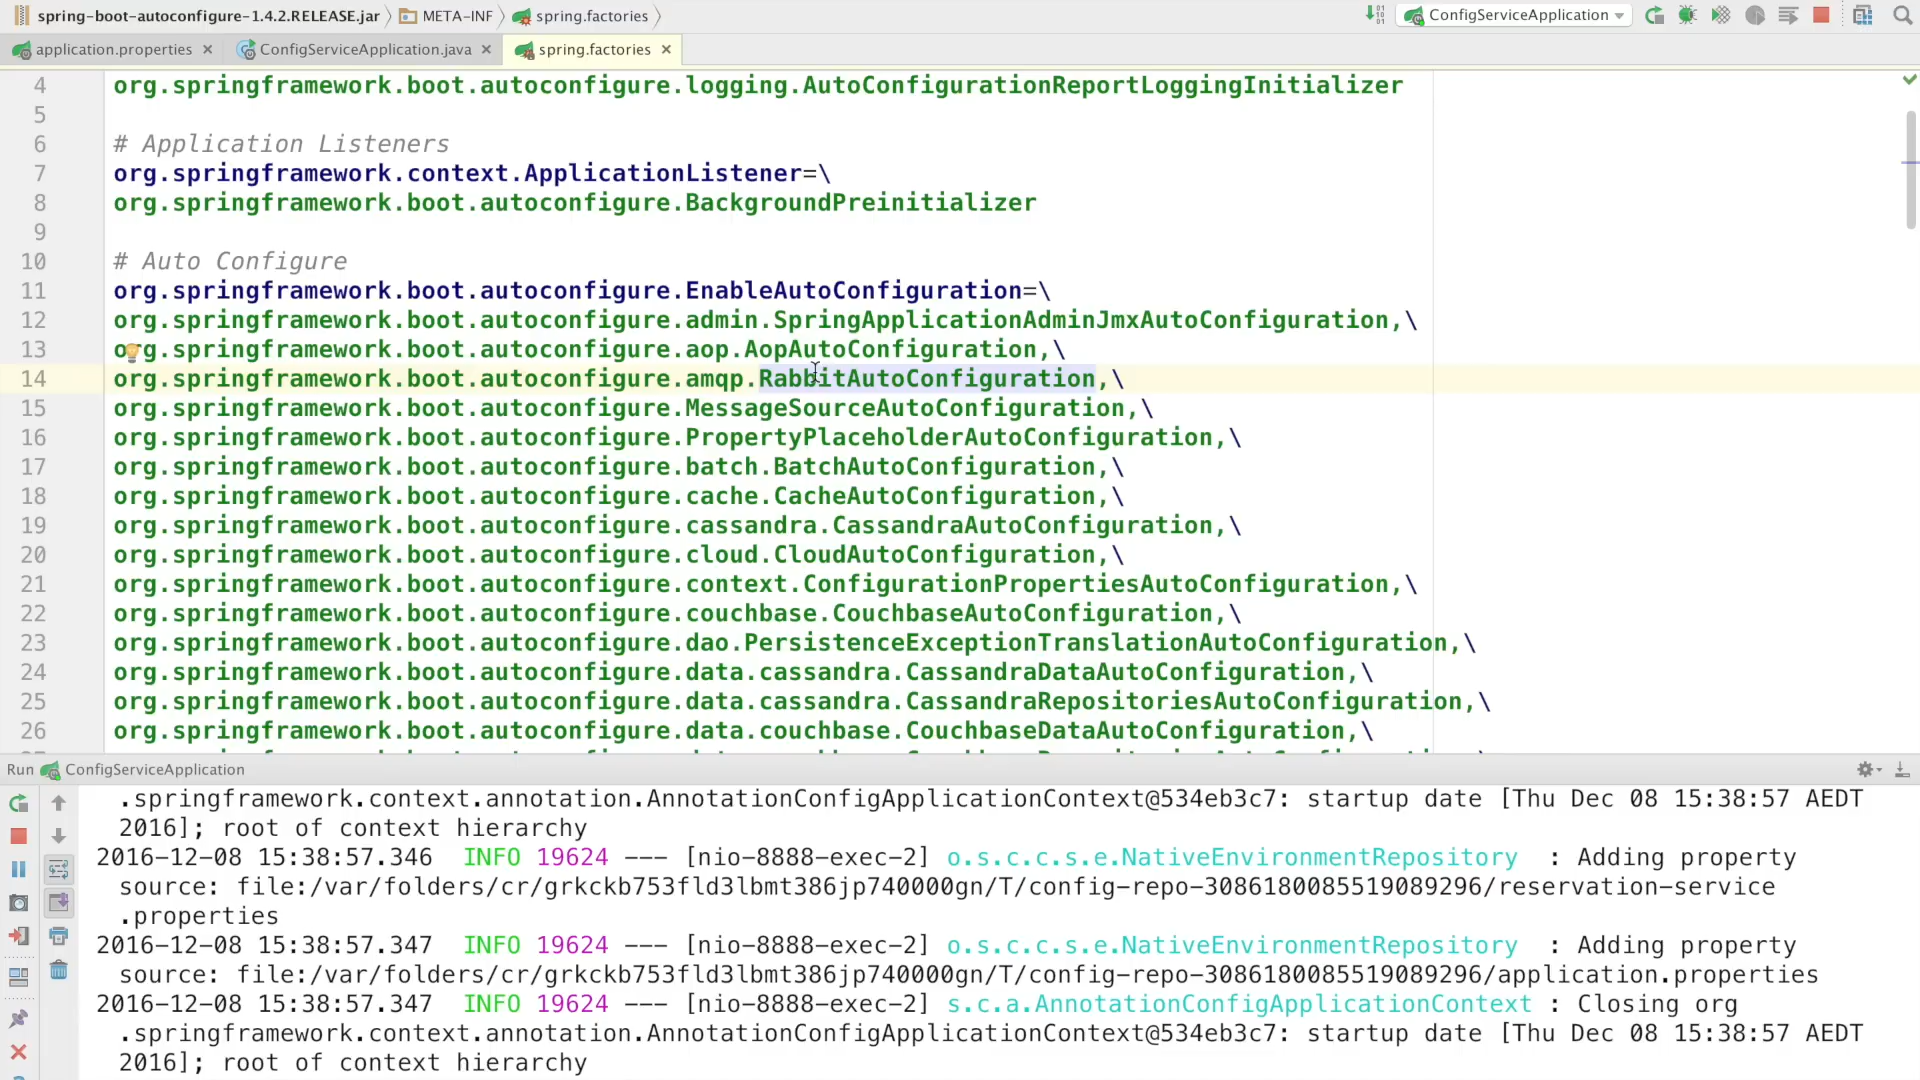 spring-boot-autoconfigure-1.4.2.RELEASE.jar META-INF spring.factories ConfigServiceApplication
application.properties ConfigServiceApplication.java spring.factories
4 org.springframework.boot.autoconfigure.logging.AutoConfigurationReportLoggingInitializer
5
6 # Application Listeners
7 org.springframework.context.ApplicationListener=\
8 org.springframework.boot.autoconfigure.BackgroundPreinitializer
9
10 # Auto Configure
11 org.springframework.boot.autoconfigure.EnableAutoConfiguration=\
12 org.springframework.boot.autoconfigure.admin.SpringApplicationAdminJmxAutoConfiguration,\
13 org.springframework.boot.autoconfigure.aop.AopAutoConfiguration,\
14 org.springframework.boot.autoconfigure.amqp.RabbitAutoConfiguration,\
15 org.springframework.boot.autoconfigure.MessageSourceAutoConfiguration,\
16 org.springframework.boot.autoconfigure.PropertyPlaceholderAutoConfiguration,\
17 org.springframework.boot.autoconfigure.batch.BatchAutoConfiguration,\
18 org.springframework.boot.autoconfigure.cache.CacheAutoConfiguration,\
19 org.springframework.boot.autoconfigure.cassandra.CassandraAutoConfiguration,\
20 org.springframework.boot.autoconfigure.cloud.CloudAutoConfiguration,\
21 org.springframework.boot.autoconfigure.context.ConfigurationPropertiesAutoConfiguration,\
22 org.springframework.boot.autoconfigure.couchbase.CouchbaseAutoConfiguration,\
23 org.springframework.boot.autoconfigure.dao.PersistenceExceptionTranslationAutoConfiguration,\
24 org.springframework.boot.autoconfigure.data.cassandra.CassandraDataAutoConfiguration,\
25 org.springframework.boot.autoconfigure.data.cassandra.CassandraRepositoriesAutoConfiguration,\
26 org.springframework.boot.autoconfigure.data.couchbase.CouchbaseDataAutoConfiguration,\
Run ConfigServiceApplication
.springframework.context.annotation.AnnotationConfigApplicationContext@534eb3c7: startup date [Thu Dec 08 15:38:57 AEDT
2016]; root of context hierarchy
2016-12-08 15:38:57.346 INFO 19624 --- [nio-8888-exec-2] o.s.c.c.s.e.NativeEnvironmentRepository : Adding property
source: file:/var/folders/cr/grkckb753fld3lbmt386jp740000gn/T/config-repo-3086180085519089296/reservation-service
.properties
2016-12-08 15:38:57.347 INFO 19624 --- [nio-8888-exec-2] o.s.c.c.s.e.NativeEnvironmentRepository : Adding property
source: file:/var/folders/cr/grkckb753fld3lbmt386jp740000gn/T/config-repo-3086180085519089296/application.properties
2016-12-08 15:38:57.347 INFO 19624 --- [nio-8888-exec-2] s.c.a.AnnotationConfigApplicationContext : Closing org
.springframework.context.annotation.AnnotationConfigApplicationContext@534eb3c7: startup date [Thu Dec 08 15:38:57 AEDT
2016]; root of context hierarchy